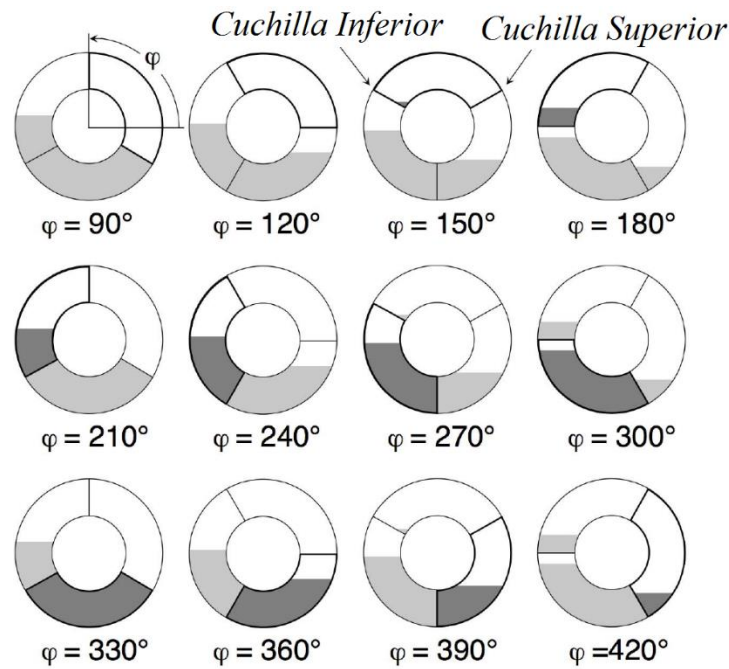 Cuchilla Inferior Cuchilla Superior
φ
φ = 90° φ = 120° φ = 150° φ = 180°
φ = 210° φ = 240° φ = 270° φ = 300°
φ = 330° φ = 360° φ = 390° φ =420°